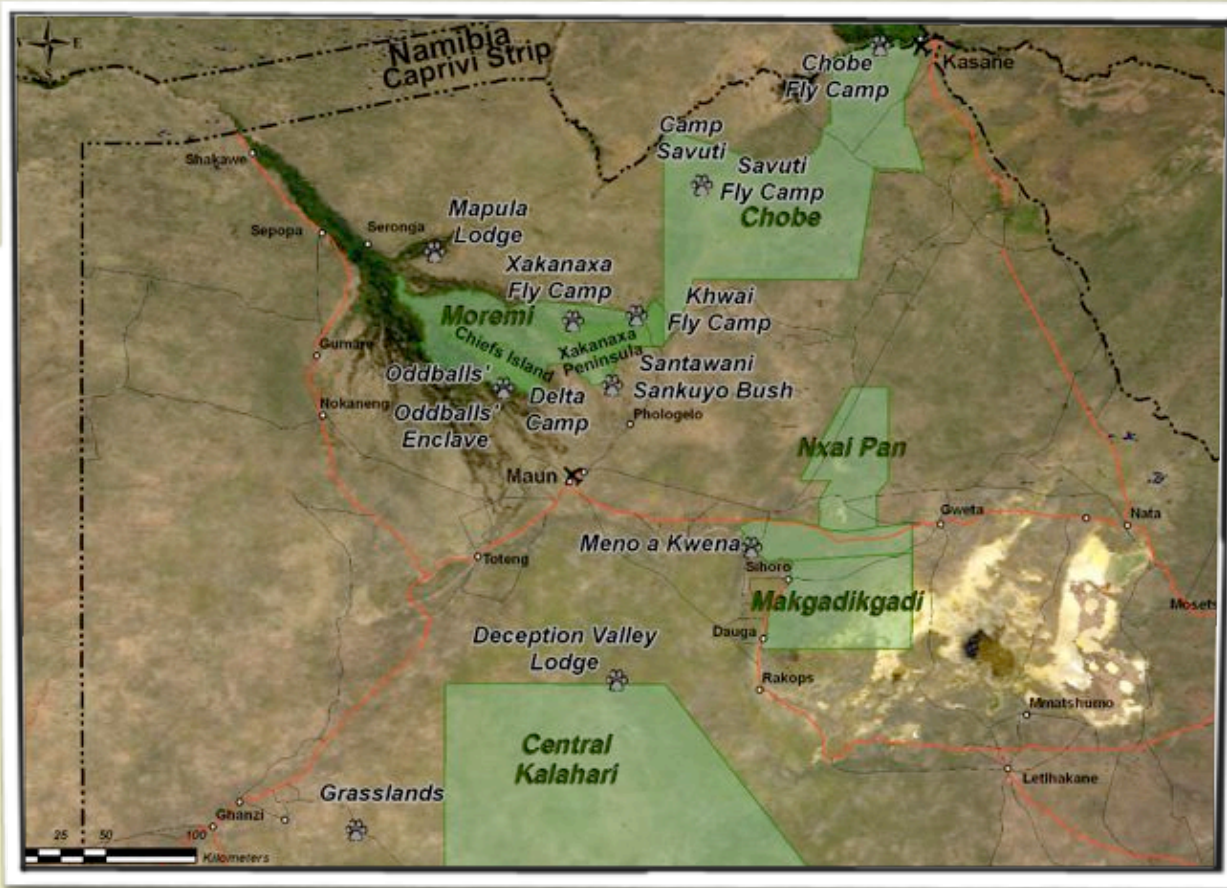 E
Namibia
Caprivi Strip
Chobe
Fly Camp
Kasane
Camp
Savuti
Savuti
Fly Camp
Chobe
Shakawe
Sepopa
Seronga
Mapula
Lodge
Xakanaxa
Fly Camp
Khwai
Fly Camp
Moremi
Chiefs Island
Xakanaxa
Peninsula
Gumare
Oddballs'
Santawani
Sankuyo Bush
Delta
Camp
Nokaneng
Oddballs'
Enclave
Phologelo
Nxai Pan
Maun
Gweta
Nata
Toteng
Meno a Kwena
Sihoro
Makgadikgadi
Mosets
Deception Valley
Lodge
Dauga
Rakops
Mmatshumo
Central
Kalahari
Letlhakane
Grasslands
Ghanzi
25 50 100
Kilometers